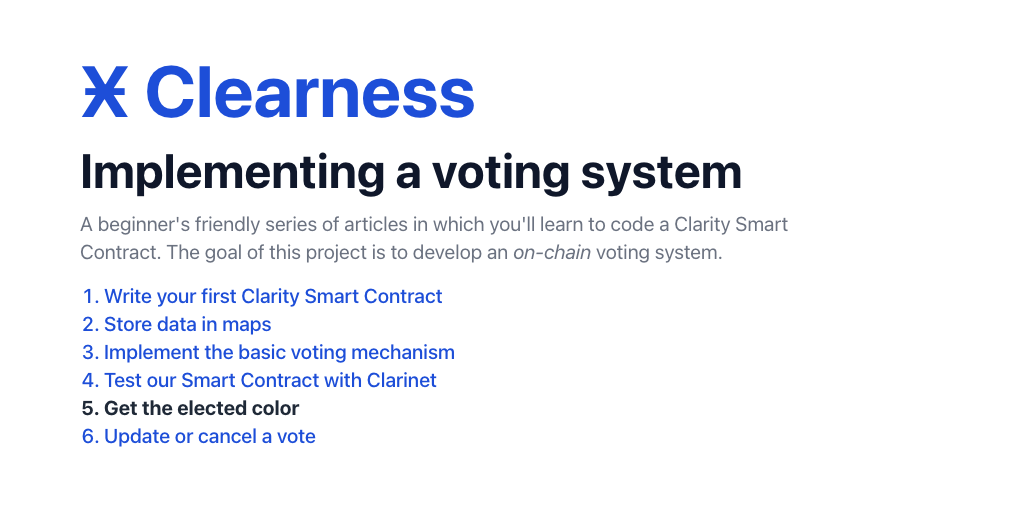 Ӿ Clearness
Implementing a voting system
A beginner's friendly series of articles in which you'll learn to code a Clarity Smart
Contract. The goal of this project is to develop an on-chain voting system.
1. Write your first Clarity Smart Contract
2. Store data in maps
3. Implement the basic voting mechanism
4. Test our Smart Contract with Clarinet
5. Get the elected color
6. Update or cancel a vote